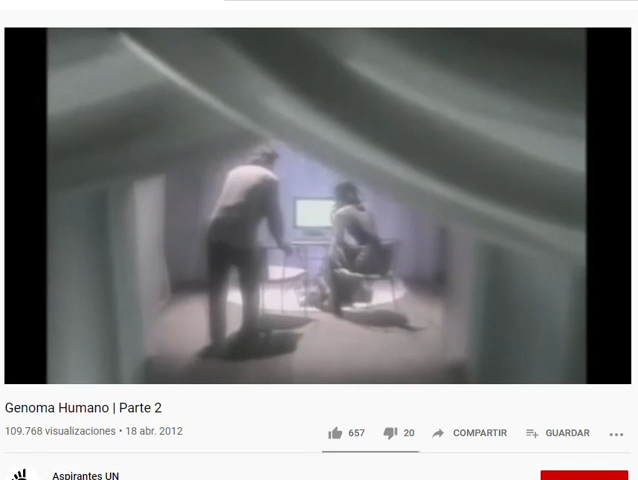 Genoma Humano | Parte 2
109.768 visualizaciones • 18 abr. 2012
657
20
COMPARTIR
GUARDAR
Aspirantes UN